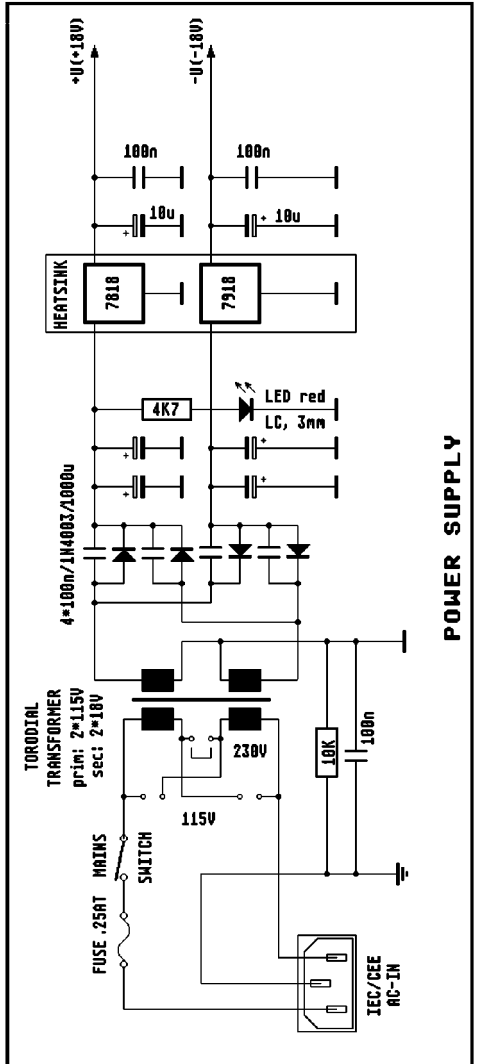 +U(+18V)
-U(-18V)
100n
100n
10u
10u
+
+
HEATSINK
7818
7918
4K7
LED red
LC, 3mm
+
+
+
+
4*100n/1N4003/1000u
TORODIAL
TRANSFORMER
prim: 2*115V
sec: 2*18V
230V
115V
10K
100n
MAINS
SWITCH
FUSE .25AT
IEC/CEE
AC-IN
POWER SUPPLY